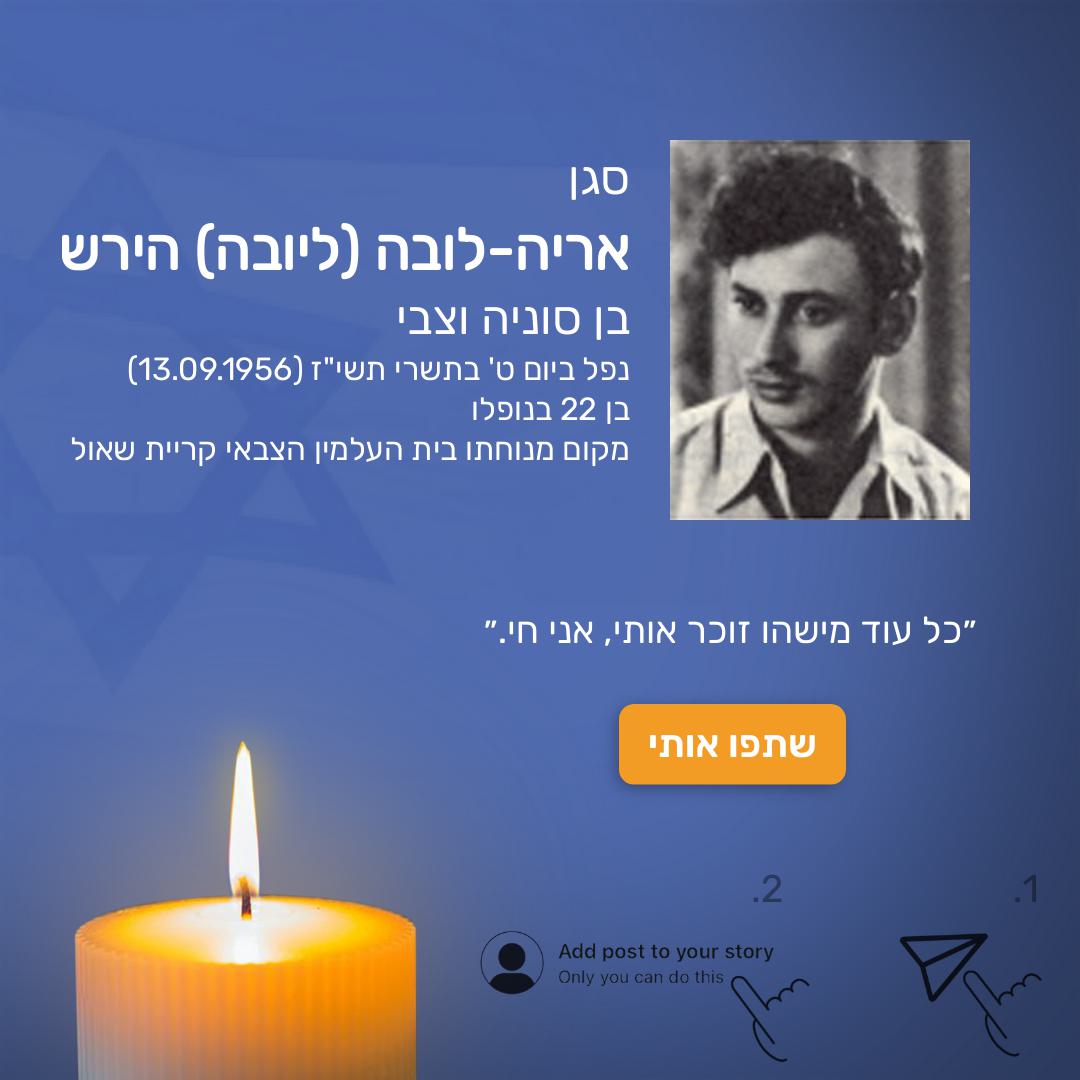 סגן
אריה-לובה (ליובה) הירש
בן סוניה וצבי
נפל ביום ט' בתשרי תשי"ז (13.09.1956)
בן 22 בנופלו
מקום מנוחתו בית העלמין הצבאי קריית שאול
״כל עוד מישהו זוכר אותי, אני חי.״
שתפו אותי
1.
2.
Add post to your story
Only you can do this